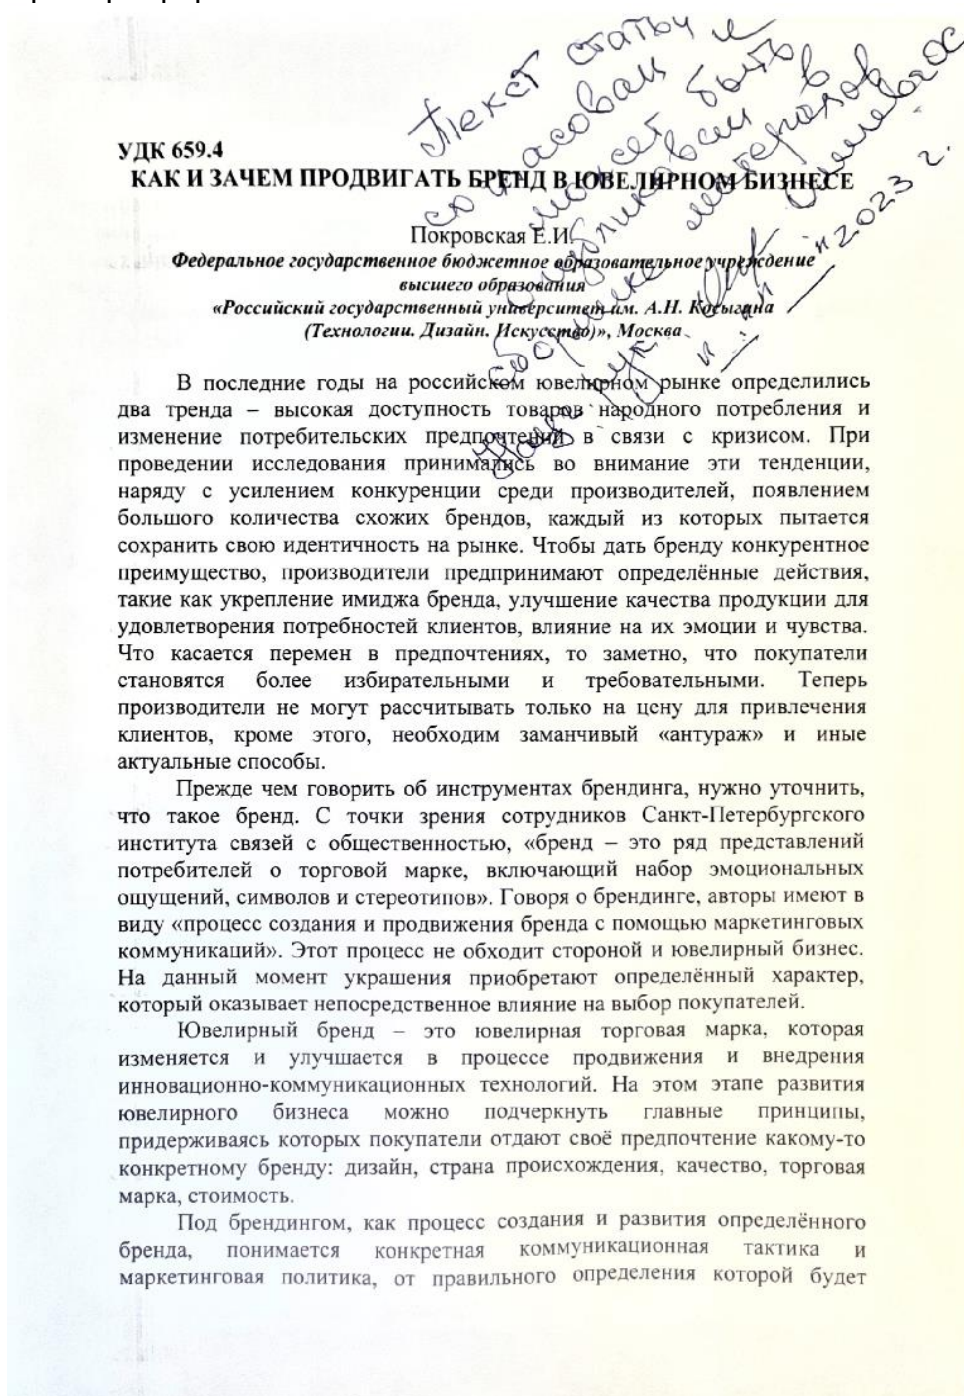 Текст статьи
согласован и
может быть
опубликован в
сборнике материалов
УДК 659.4
КАК И ЗАЧЕМ ПРОДВИГАТЬ БРЕНД В ЮВЕЛИРНОМ БИЗНЕСЕ
Покровская Е.И.
Федеральное государственное бюджетное образовательное учреждение
высшего образования
«Российский государственный университет им. А.Н. Косыгина
(Технологии. Дизайн. Искусство)», Москва
2023 г.
В последние годы на российском ювелирном рынке определились
два тренда – высокая доступность товаров народного потребления и
изменение потребительских предпочтений в связи с кризисом. При
проведении исследования принимались во внимание эти тенденции,
наряду с усилением конкуренции среди производителей, появлением
большого количества схожих брендов, каждый из которых пытается
сохранить свою идентичность на рынке. Чтобы дать бренду конкурентное
преимущество, производители предпринимают определённые действия,
такие как укрепление имиджа бренда, улучшение качества продукции для
удовлетворения потребностей клиентов, влияние на их эмоции и чувства.
Что касается перемен в предпочтениях, то заметно, что покупатели
становятся более избирательными и требовательными. Теперь
производители не могут рассчитывать только на цену для привлечения
клиентов, кроме этого, необходим заманчивый «антураж» и иные
актуальные способы.
Прежде чем говорить об инструментах брендинга, нужно уточнить,
что такое бренд. С точки зрения сотрудников Санкт-Петербургского
института связей с общественностью, «бренд – это ряд представлений
потребителей о торговой марке, включающий набор эмоциональных
ощущений, символов и стереотипов». Говоря о брендинге, авторы имеют в
виду «процесс создания и продвижения бренда с помощью маркетинговых
коммуникаций». Этот процесс не обходит стороной и ювелирный бизнес.
На данный момент украшения приобретают определённый характер,
который оказывает непосредственное влияние на выбор покупателей.
Ювелирный бренд – это ювелирная торговая марка, которая
изменяется и улучшается в процессе продвижения и внедрения
инновационно-коммуникационных технологий. На этом этапе развития
ювелирного бизнеса можно подчеркнуть главные принципы,
придерживаясь которых покупатели отдают своё предпочтение какому-то
конкретному бренду: дизайн, страна происхождения, качество, торговая
марка, стоимость.
Под брендингом, как процесс создания и развития определённого
бренда, понимается конкретная коммуникационная тактика и
маркетинговая политика, от правильного определения которой будет